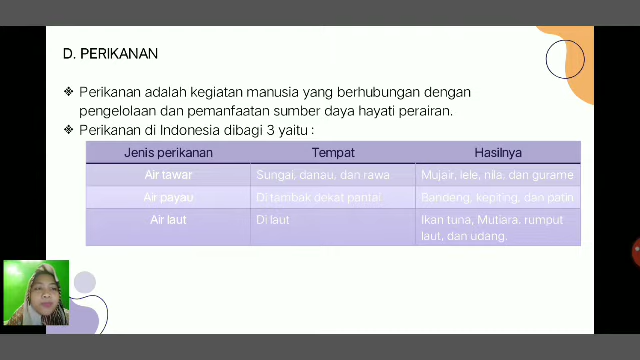 D. PERIKANAN
❖ Perikanan adalah kegiatan manusia yang berhubungan dengan
pengelolaan dan pemanfaatan sumber daya hayati perairan.
❖ Perikanan di Indonesia dibagi 3 yaitu :
Jenis perikanan Tempat Hasilnya
Air tawar Sungai, danau, dan rawa Mujair, lele, nila, dan gurame
Air payau Di tambak dekat pantai Bandeng, kepiting, dan patin
Air laut Di laut Ikan tuna, Mutiara, rumput
laut, dan udang.